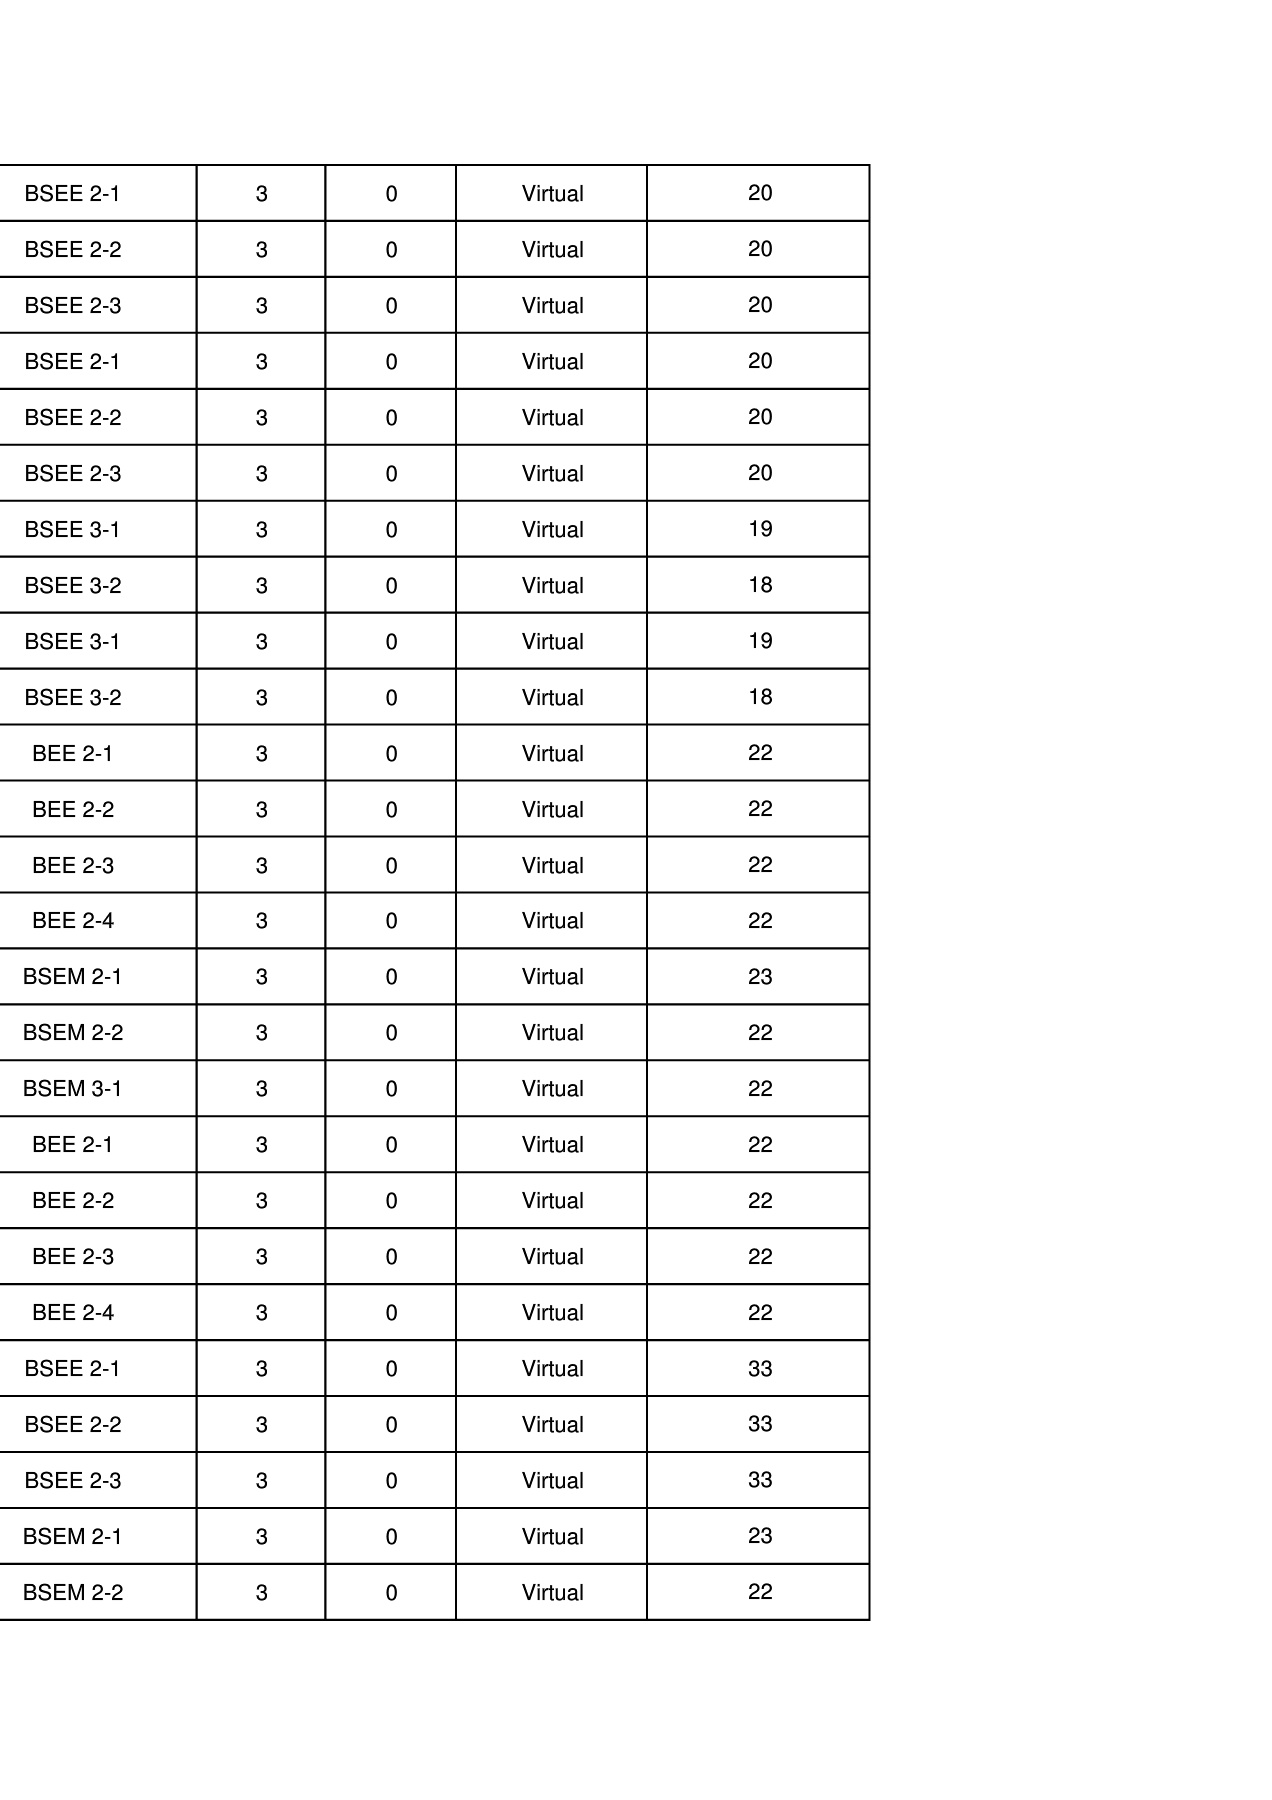 BSEE 2-1 3 0 Virtual 20
BSEE 2-2 3 0 Virtual 20
BSEE 2-3 3 0 Virtual 20
BSEE 2-1 3 0 Virtual 20
BSEE 2-2 3 0 Virtual 20
BSEE 2-3 3 0 Virtual 20
BSEE 3-1 3 0 Virtual 19
BSEE 3-2 3 0 Virtual 18
BSEE 3-1 3 0 Virtual 19
BSEE 3-2 3 0 Virtual 18
BEE 2-1 3 0 Virtual 22
BEE 2-2 3 0 Virtual 22
BEE 2-3 3 0 Virtual 22
BEE 2-4 3 0 Virtual 22
BSEM 2-1 3 0 Virtual 23
BSEM 2-2 3 0 Virtual 22
BSEM 3-1 3 0 Virtual 22
BEE 2-1 3 0 Virtual 22
BEE 2-2 3 0 Virtual 22
BEE 2-3 3 0 Virtual 22
BEE 2-4 3 0 Virtual 22
BSEE 2-1 3 0 Virtual 33
BSEE 2-2 3 0 Virtual 33
BSEE 2-3 3 0 Virtual 33
BSEM 2-1 3 0 Virtual 23
BSEM 2-2 3 0 Virtual 22